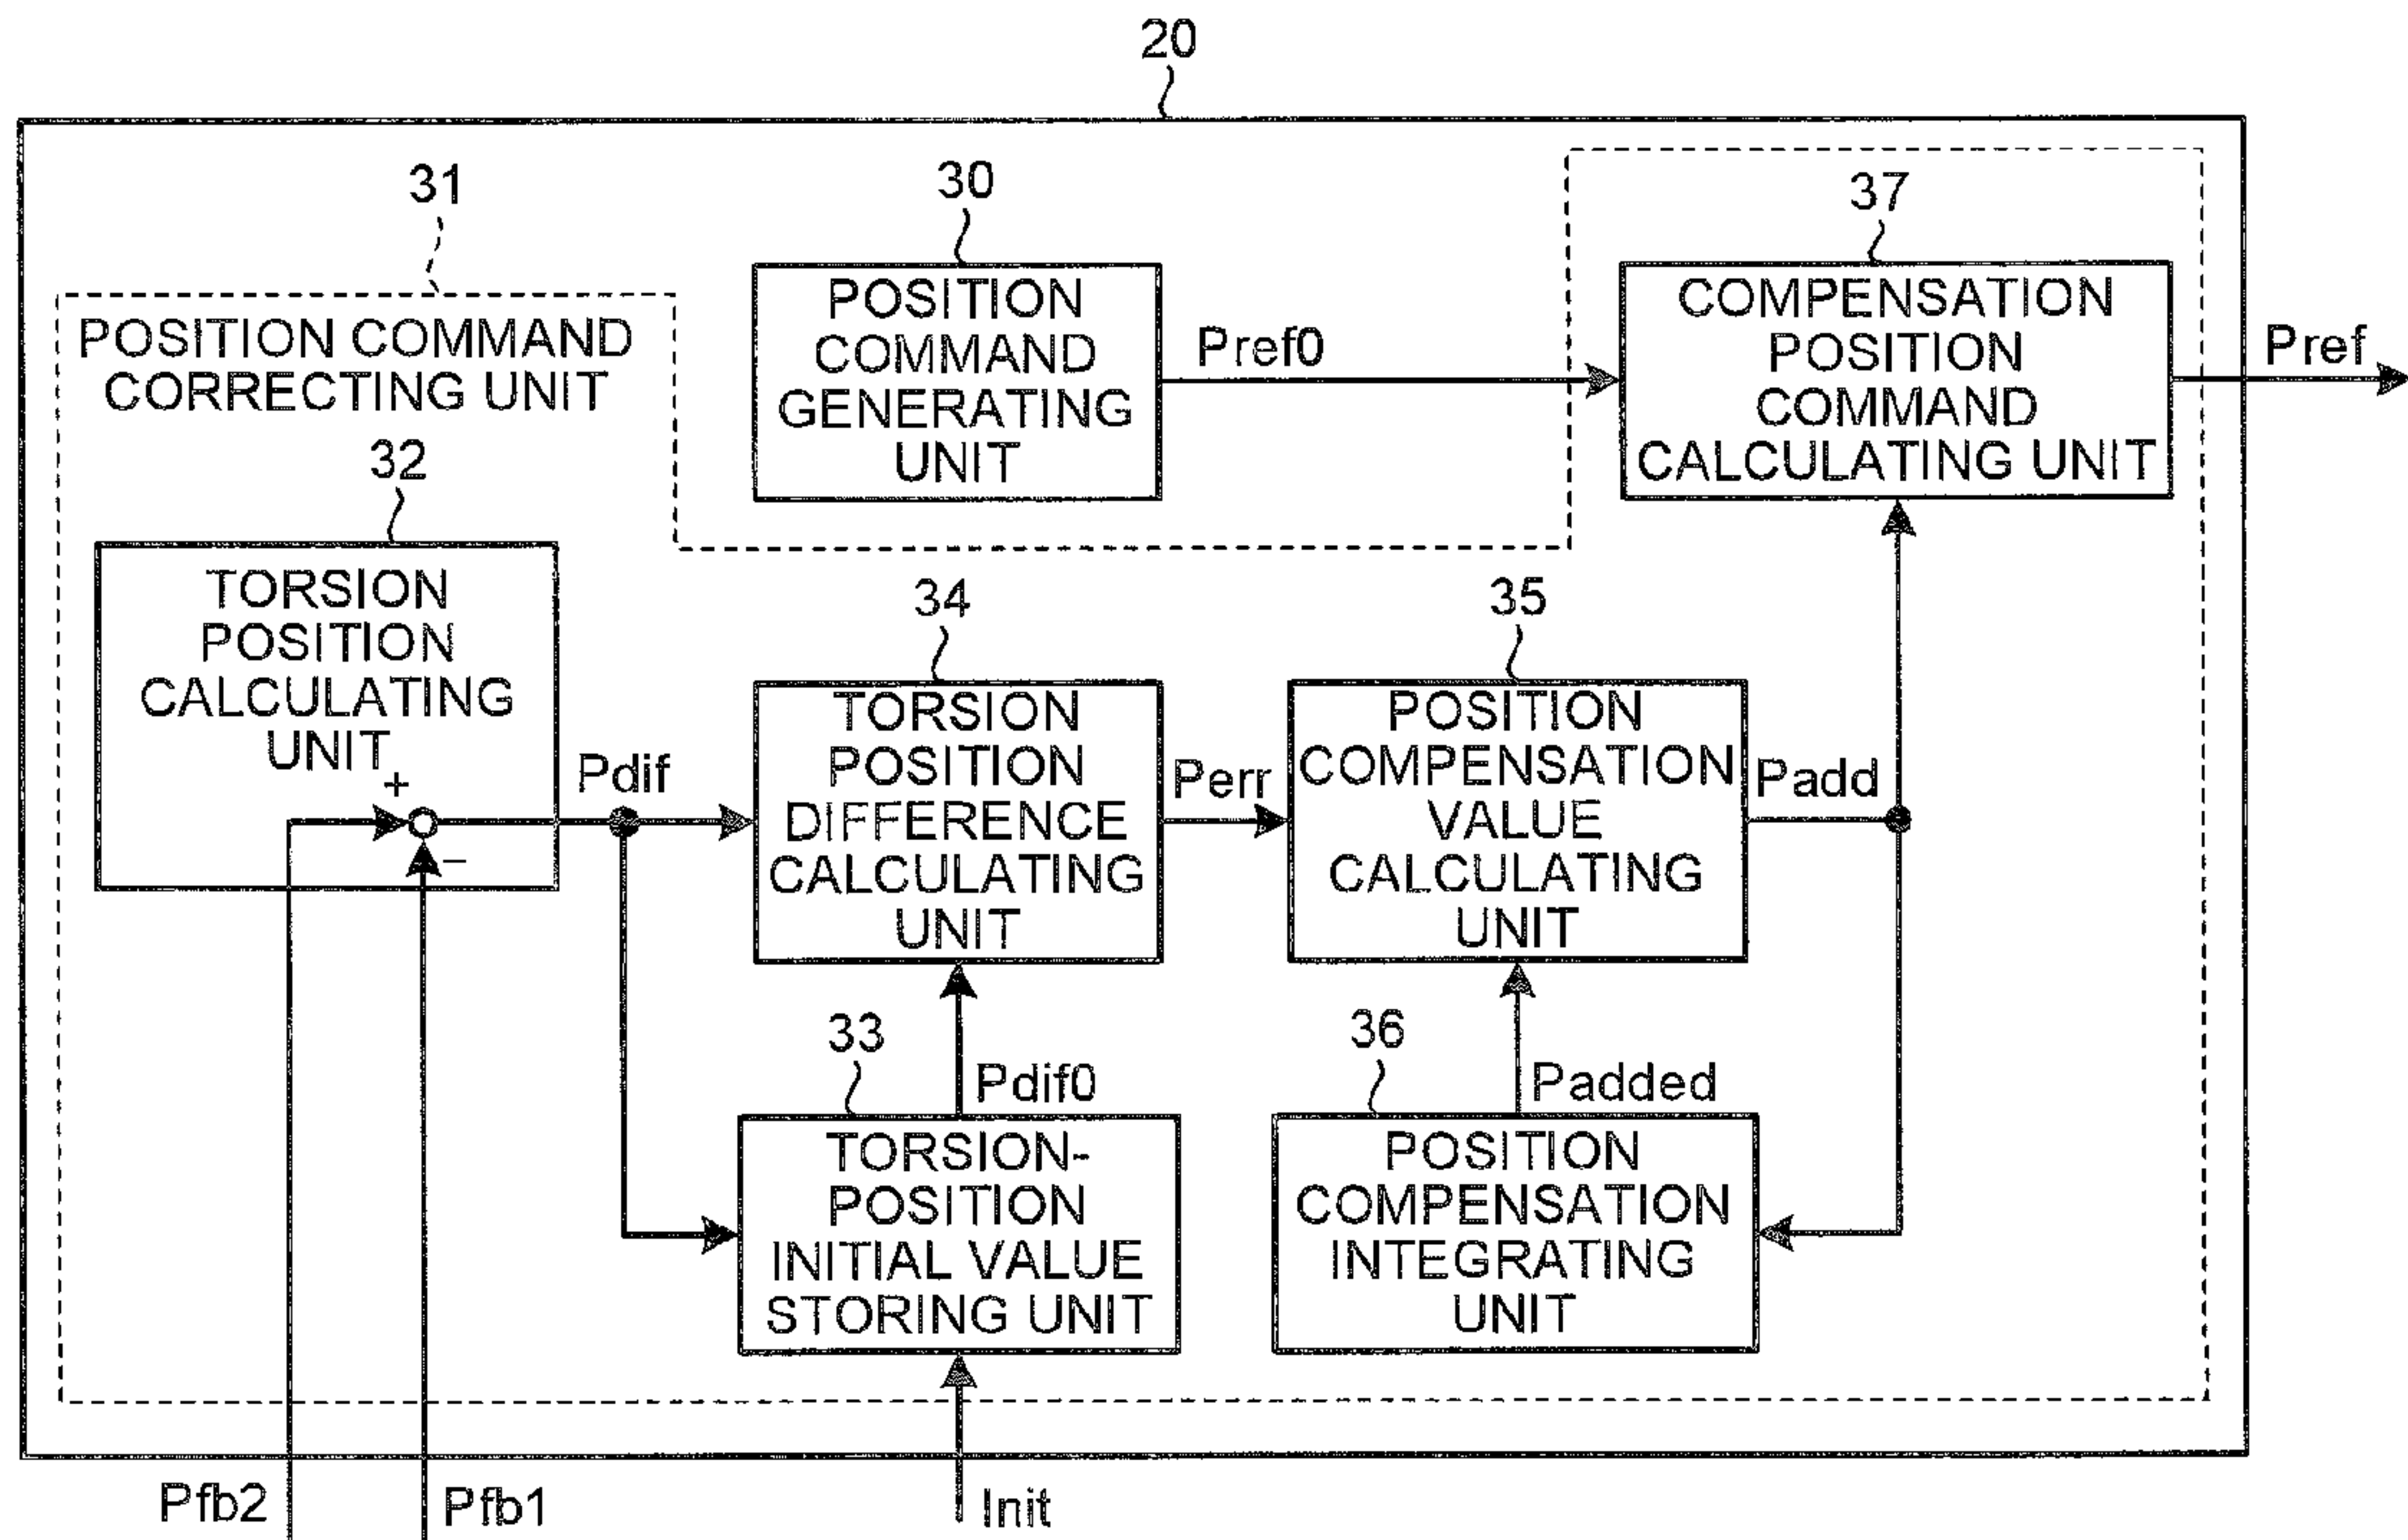 20
31
30
37
POSITION COMMAND
CORRECTING UNIT
POSITION
COMMAND
GENERATING
UNIT
Pref0
COMPENSATION
POSITION
COMMAND
CALCULATING UNIT
Pref
32
TORSION
POSITION
CALCULATING
UNIT
+
−
Pdif
34
TORSION
POSITION
DIFFERENCE
CALCULATING
UNIT
Perr
35
POSITION
COMPENSATION
VALUE
CALCULATING
UNIT
Padd
33
Pdif0
TORSION-
POSITION
INITIAL VALUE
STORING UNIT
36
Padded
POSITION
COMPENSATION
INTEGRATING
UNIT
Pfb2
Pfb1
Init